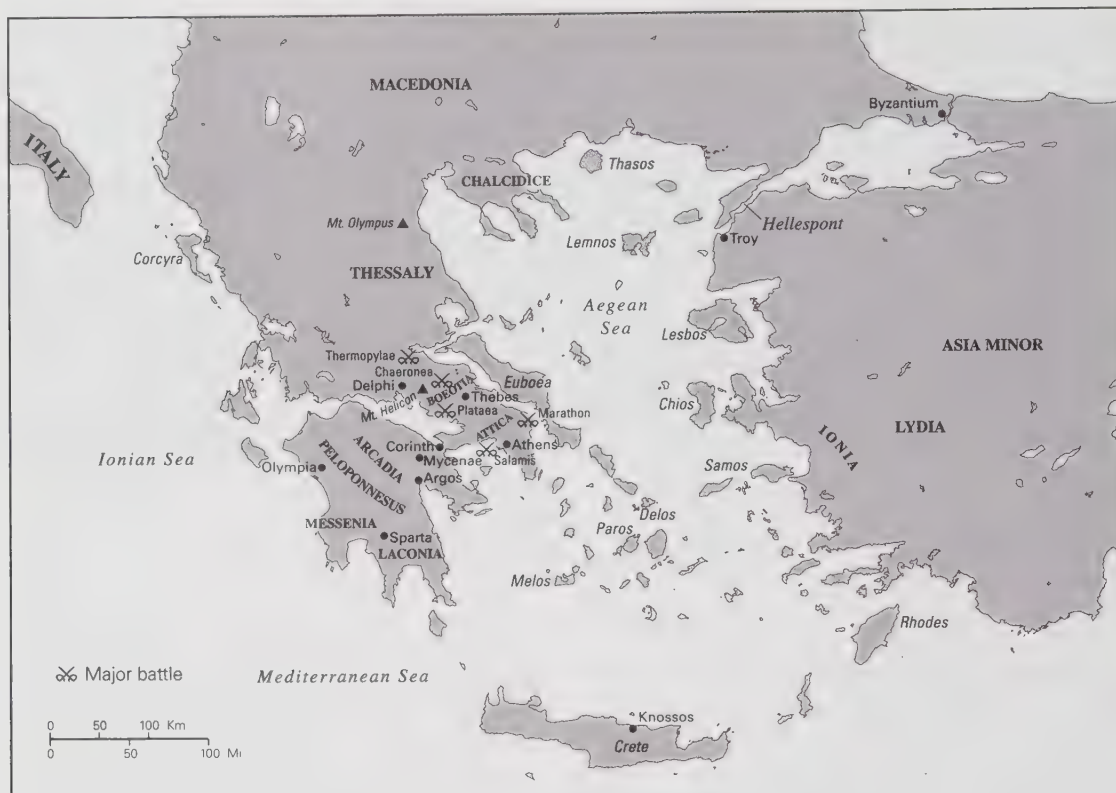 MACEDONIA
Byzantium
ITALY
Thasos
CHALCIDICE
Mt. Olympus
Hellespont
Lemnos
Troy
Corcyra
THESSALY
Aegean
Sea
Lesbos
ASIA MINOR
Thermopylae
Chaeronea
Delphi
Mt. Helicon
BOEOTIA
Euboea
Thebes
Plataea
Chios
Marathon
ATTICA
IONIA
LYDIA
Corinth
Athens
Ionian Sea
ARCADIA
Mycenae
Salamis
Olympia
PELOPONNESUS
Argos
Samos
Delos
Paros
MESSENIA
Sparta
LACONIA
Melos
Rhodes
Major battle
Mediterranean Sea
0 50 100 Km
0 50 100 Mi
Knossos
Crete